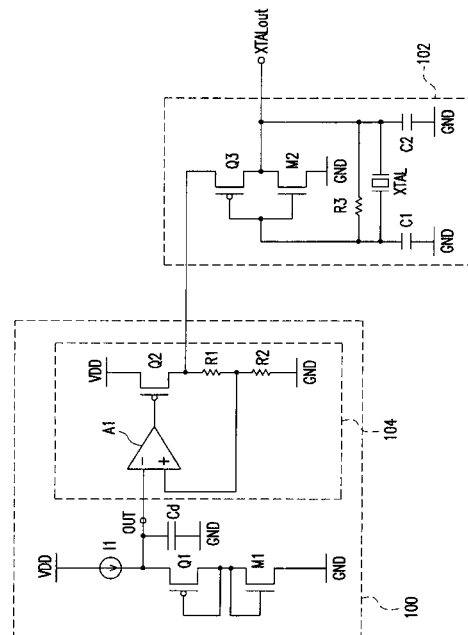 XTALout
102
Q3
M2
GND
R3
XTAL
C1
C2
GND
GND
VDD
Q2
A1
R1
R2
GND
104
VDD
I1
OUT
Cd
GND
Q1
M1
GND
100
-
+